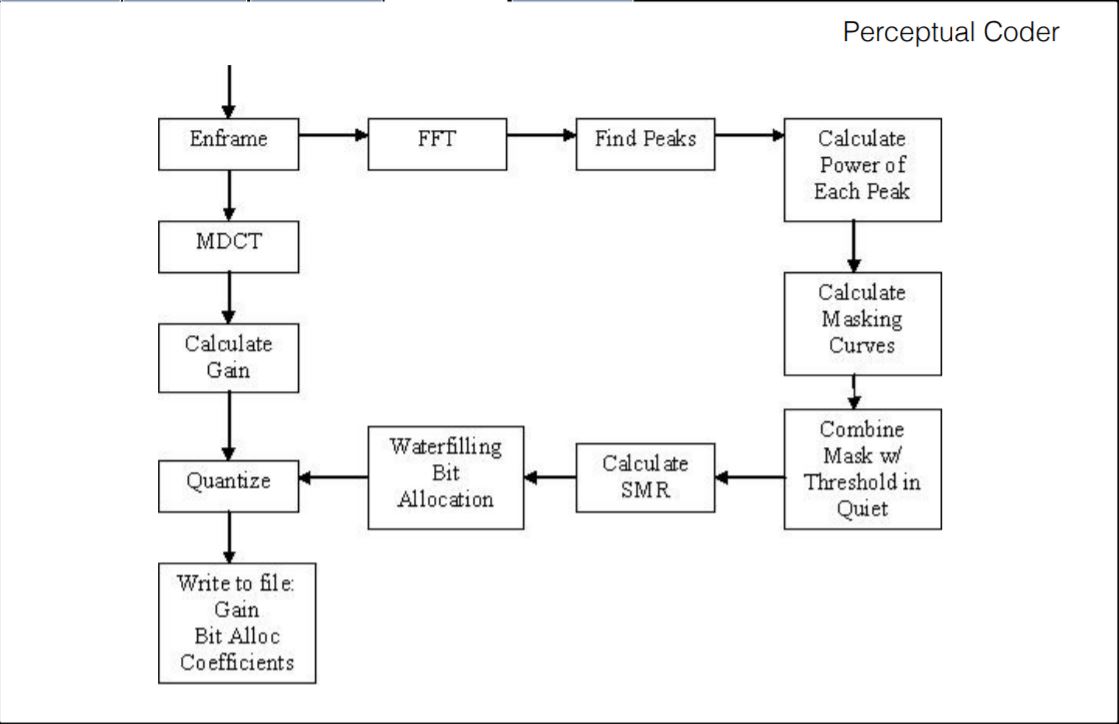 Perceptual Coder
Enframe
FFT
Find Peaks
Calculate
Power of
Each Peak
MDCT
Calculate
Masking
Curves
Calculate
Gain
Combine
Mask w/
Threshold in
Quiet
Waterfilling
Bit
Allocation
Calculate
SMR
Quantize
Write to file:
Gain
Bit Alloc
Coefficients